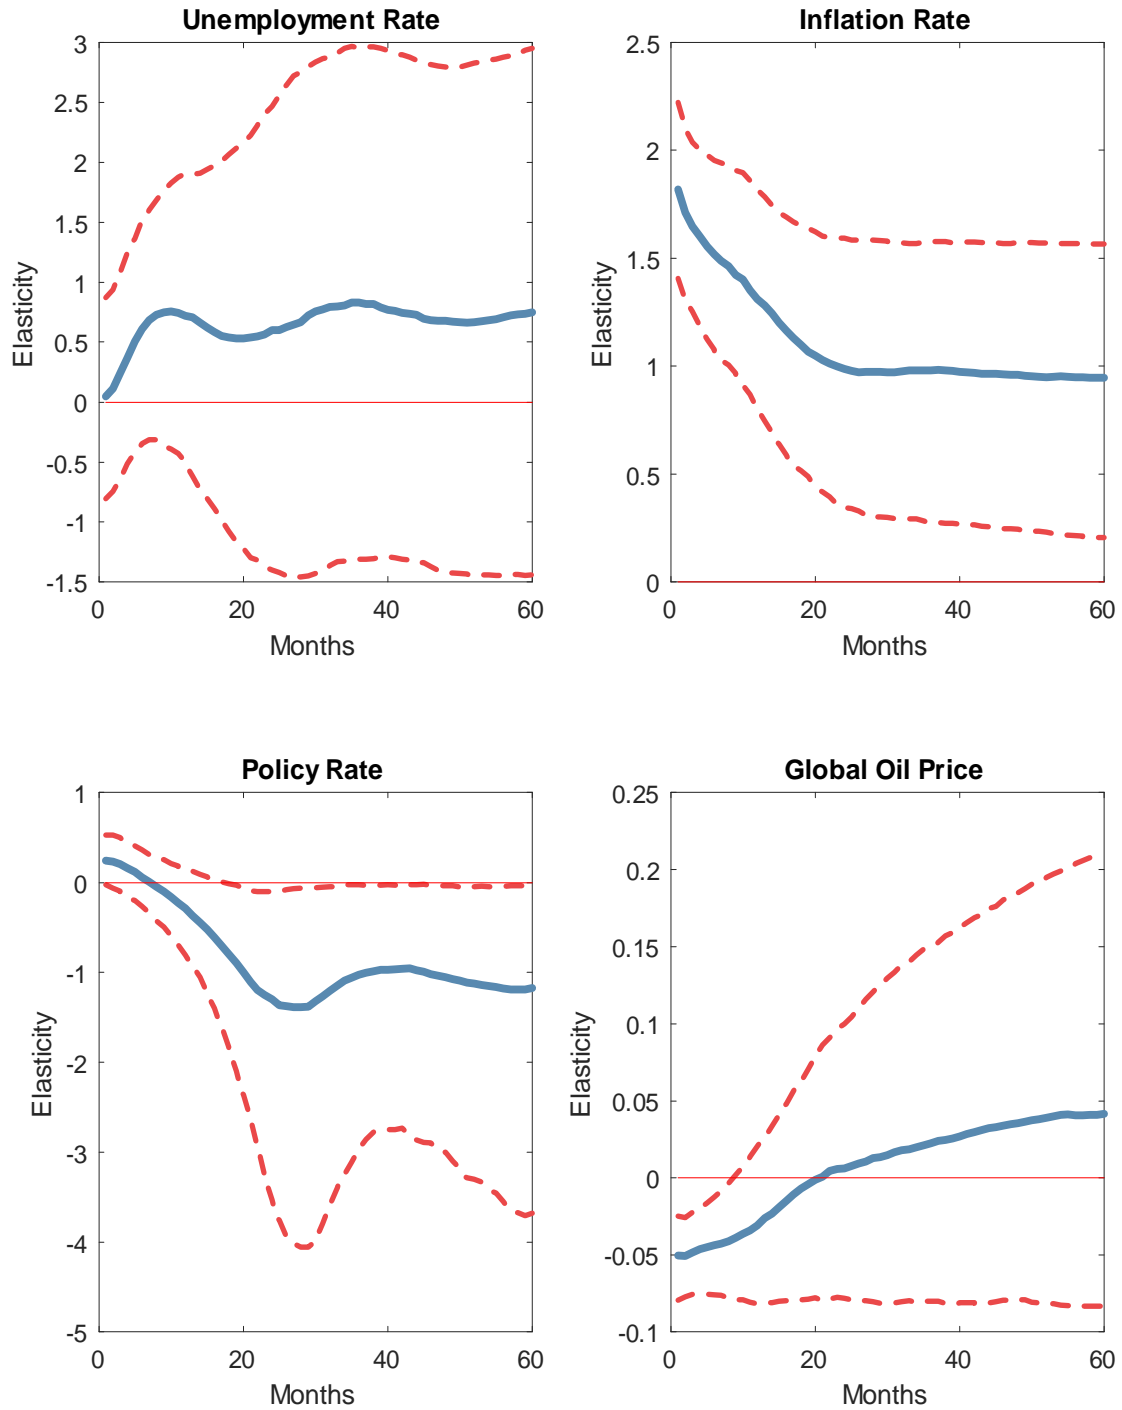 Unemployment Rate
3
2.5
2
1.5
1
0.5
0
-0.5
-1
-1.5
Elasticity
0 20 40 60
Months
Inflation Rate
2.5
2
1.5
1
0.5
0
Elasticity
0 20 40 60
Months
Policy Rate
1
0
-1
-2
-3
-4
-5
Elasticity
0 20 40 60
Months
Global Oil Price
0.25
0.2
0.15
0.1
0.05
0
-0.05
-0.1
Elasticity
0 20 40 60
Months